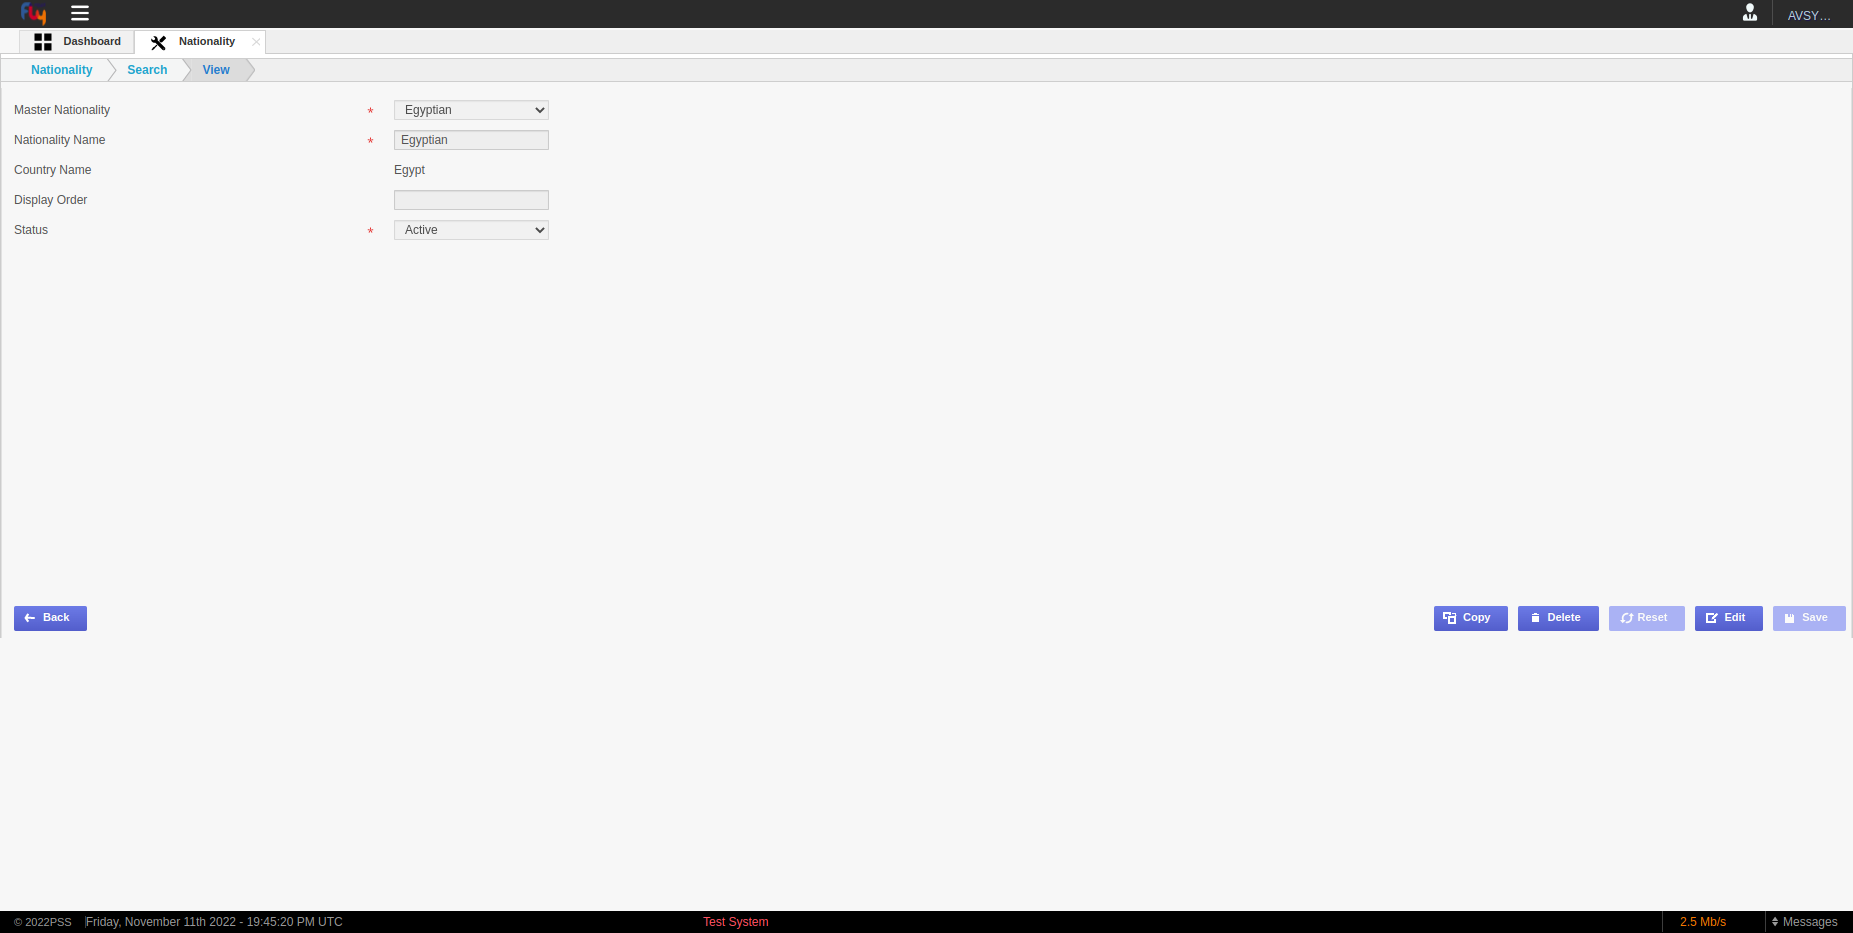 Fly
AVSY…
Dashboard
Nationality
Nationality
Search
View
Master Nationality * Egyptian
Nationality Name * Egyptian
Country Name Egypt
Display Order
Status * Active
Back
Copy
Delete
Reset
Edit
Save
© 2022PSS
Friday, November 11th 2022 - 19:45:20 PM UTC
Test System
2.5 Mb/s
Messages